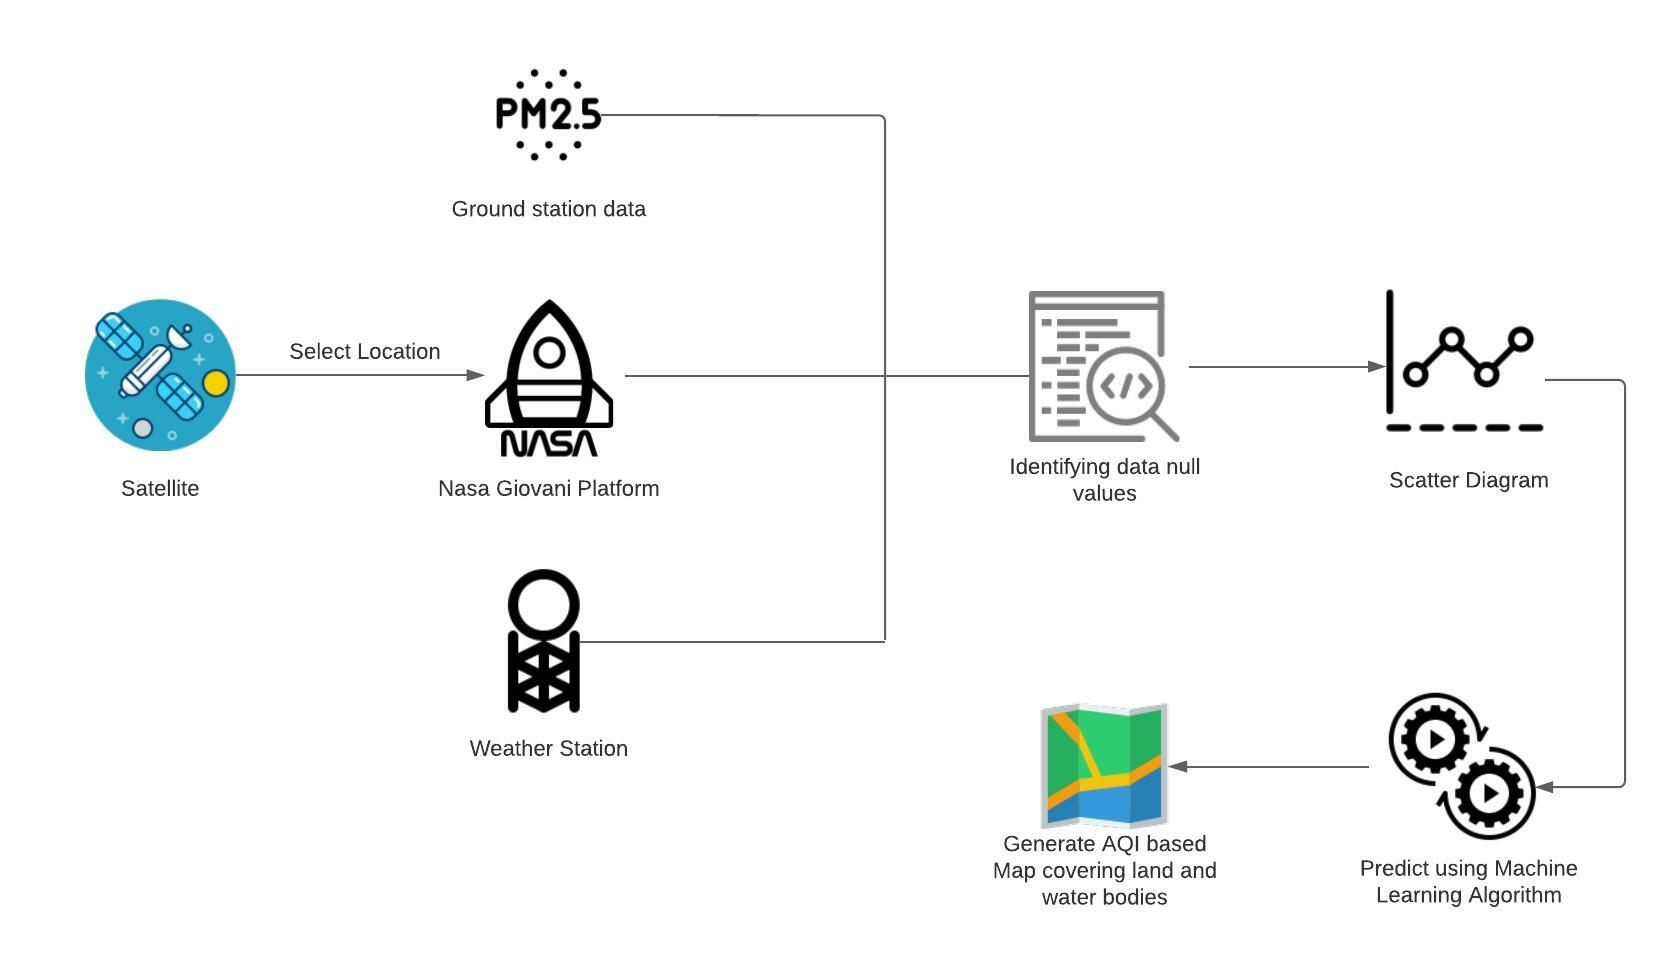 PM2.5
Ground station data
Select Location
NASA
Satellite
Nasa Giovani Platform
</>
Identifying data null
values
Scatter Diagram
Weather Station
Generate AQI based
Map covering land and
water bodies
Predict using Machine
Learning Algorithm